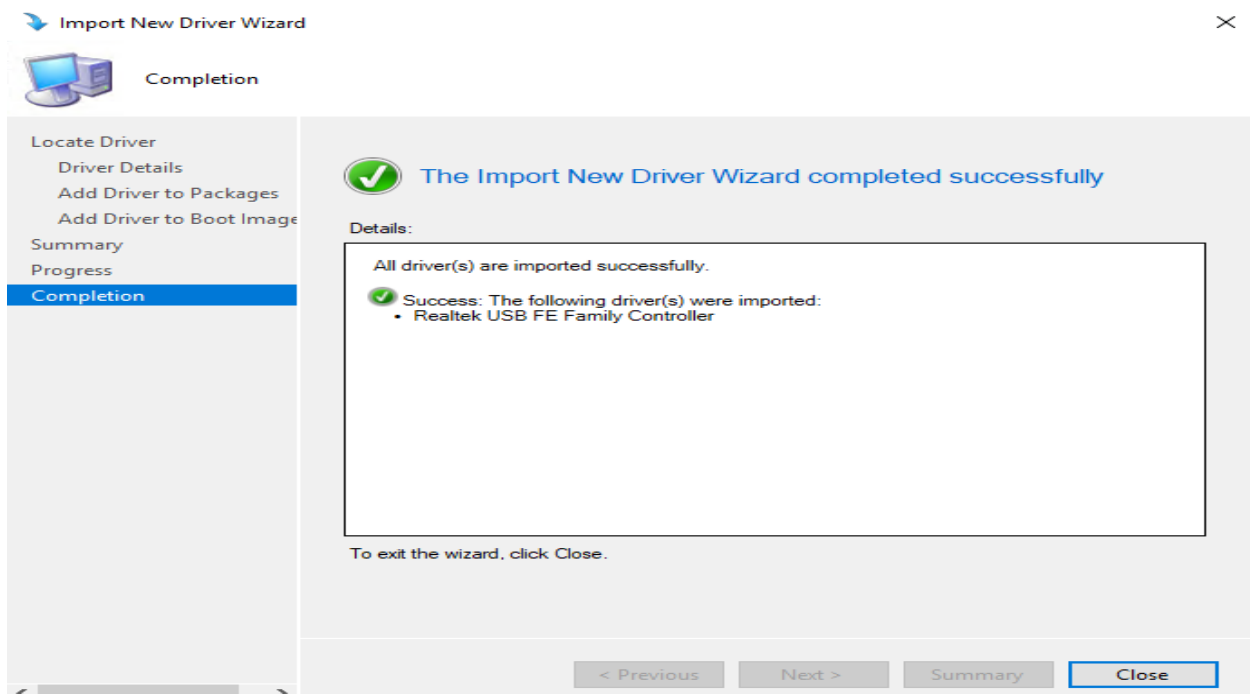 Import New Driver Wizard
Completion
Locate Driver
Driver Details
Add Driver to Packages
Add Driver to Boot Image
Summary
Progress
Completion
The Import New Driver Wizard completed successfully
Details:
All driver(s) are imported successfully.
Success: The following driver(s) were imported:
• Realtek USB FE Family Controller
To exit the wizard, click Close.
< Previous
Next >
Summary
Close